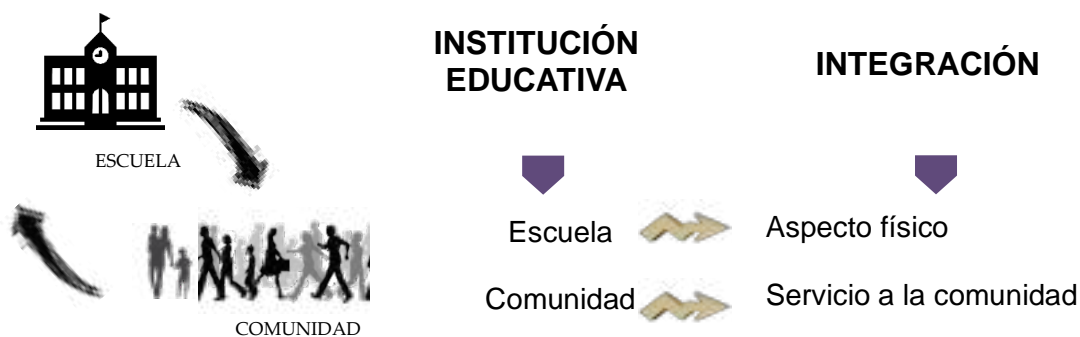 ESCUELA
COMUNIDAD
INSTITUCIÓN
EDUCATIVA
INTEGRACIÓN
Escuela
Aspecto físico
Comunidad
Servicio a la comunidad